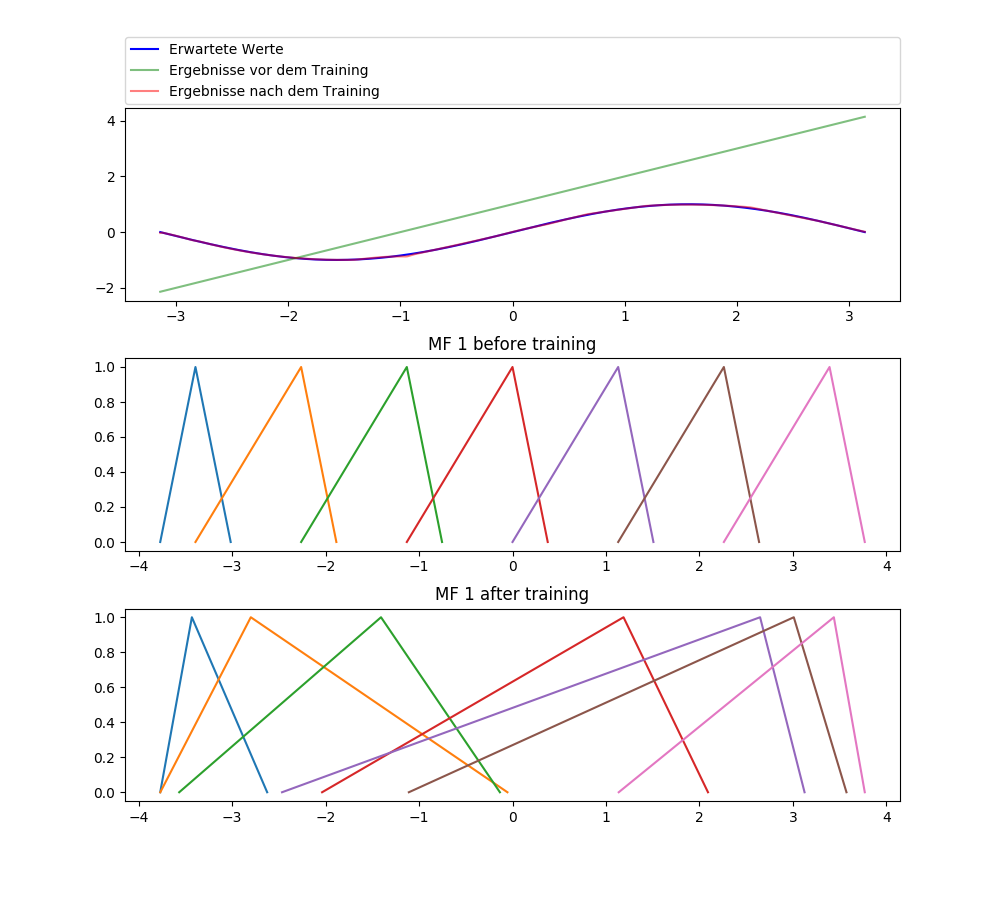 Erwartete Werte
Ergebnisse vor dem Training
Ergebnisse nach dem Training
4
2
0
−2
−3 −2 −1 0 1 2 3
MF 1 before training
1.0
0.8
0.6
0.4
0.2
0.0
−4 −3 −2 −1 0 1 2 3 4
MF 1 after training
1.0
0.8
0.6
0.4
0.2
0.0
−4 −3 −2 −1 0 1 2 3 4